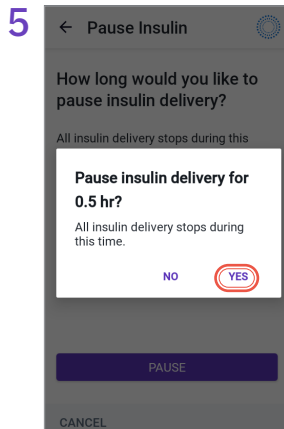 5
← Pause Insulin
How long would you like to
pause insulin delivery?
All insulin delivery stops during this
Pause insulin delivery for
0.5 hr?
All insulin delivery stops during
this time.
NO YES
PAUSE
CANCEL